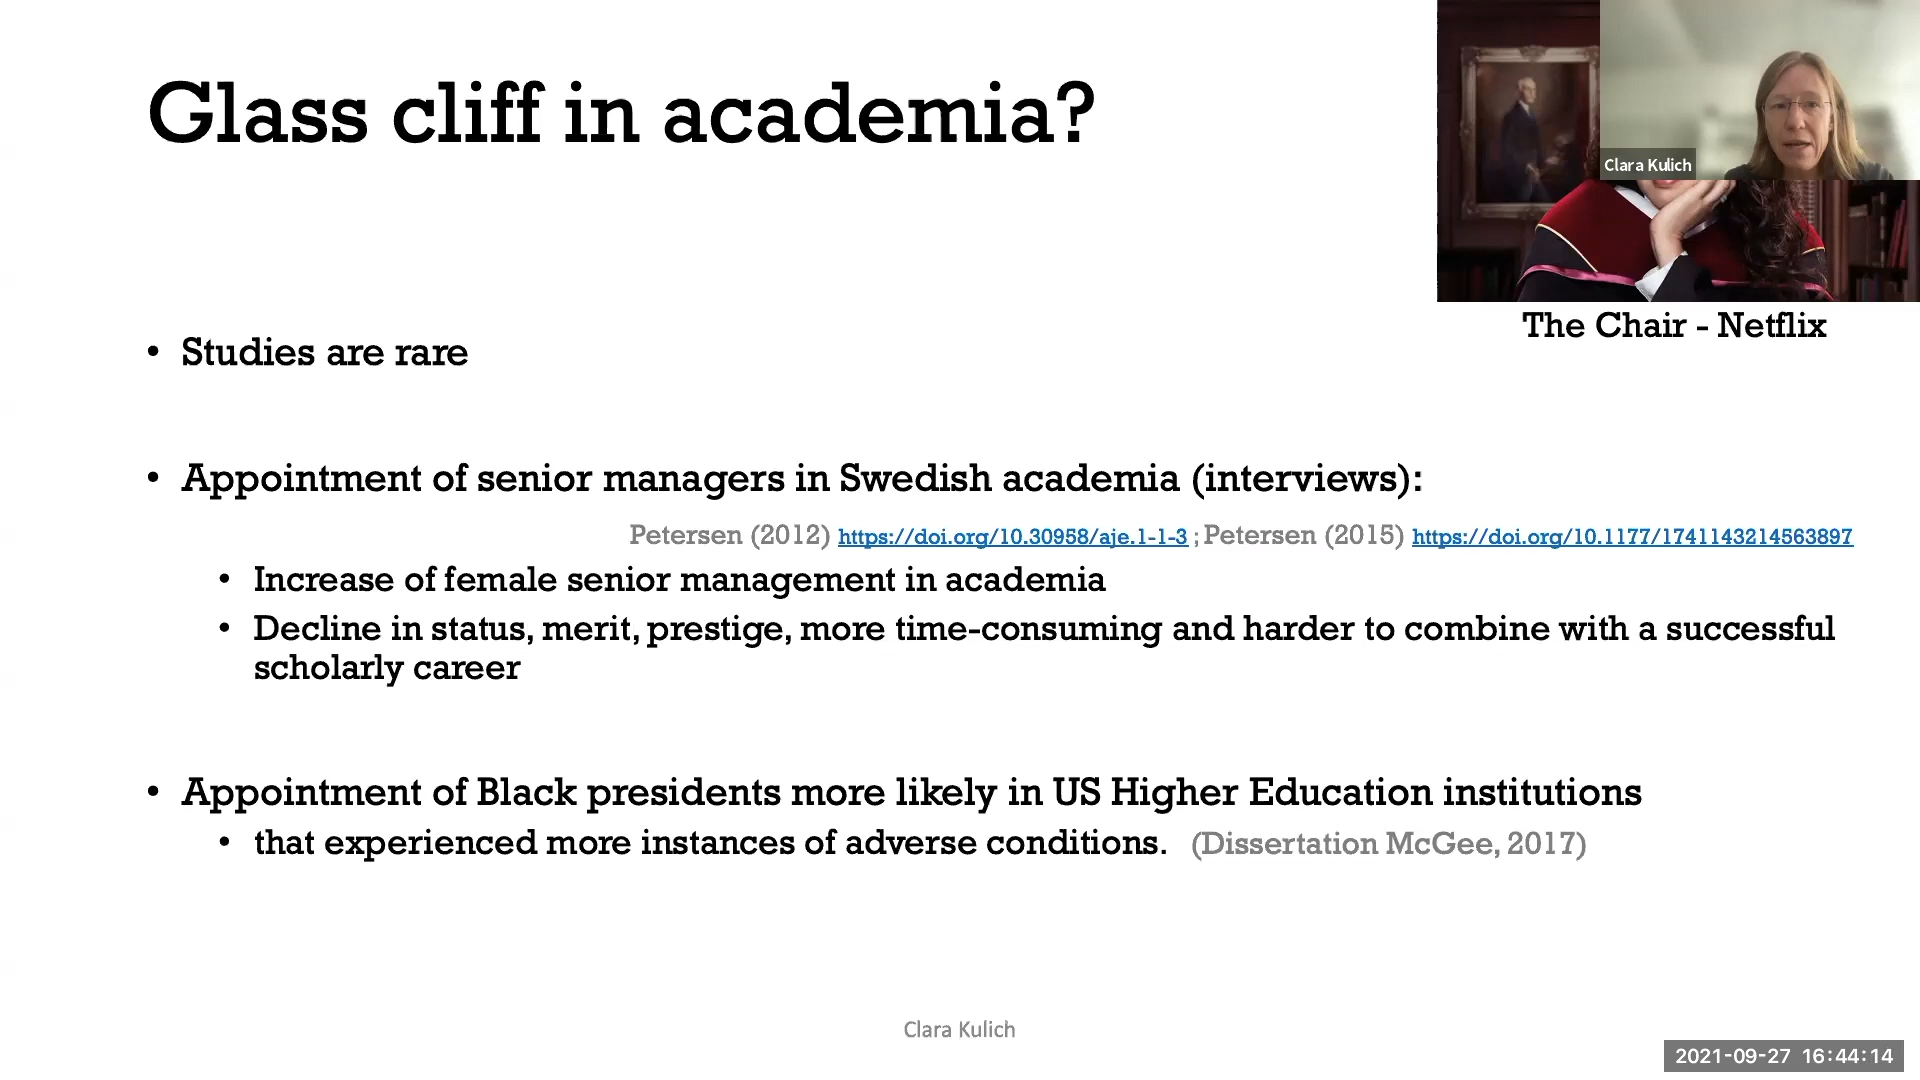 Glass cliff in academia?
Clara Kulich
The Chair - Netflix
• Studies are rare
• Appointment of senior managers in Swedish academia (interviews):
Petersen (2012) https://doi.org/10.30958/aje.1-1-3 ; Petersen (2015) https://doi.org/10.1177/1741143214563897
• Increase of female senior management in academia
• Decline in status, merit, prestige, more time-consuming and harder to combine with a successful
scholarly career
• Appointment of Black presidents more likely in US Higher Education institutions
• that experienced more instances of adverse conditions. (Dissertation McGee, 2017)
Clara Kulich
2021-09-27 16:44:14